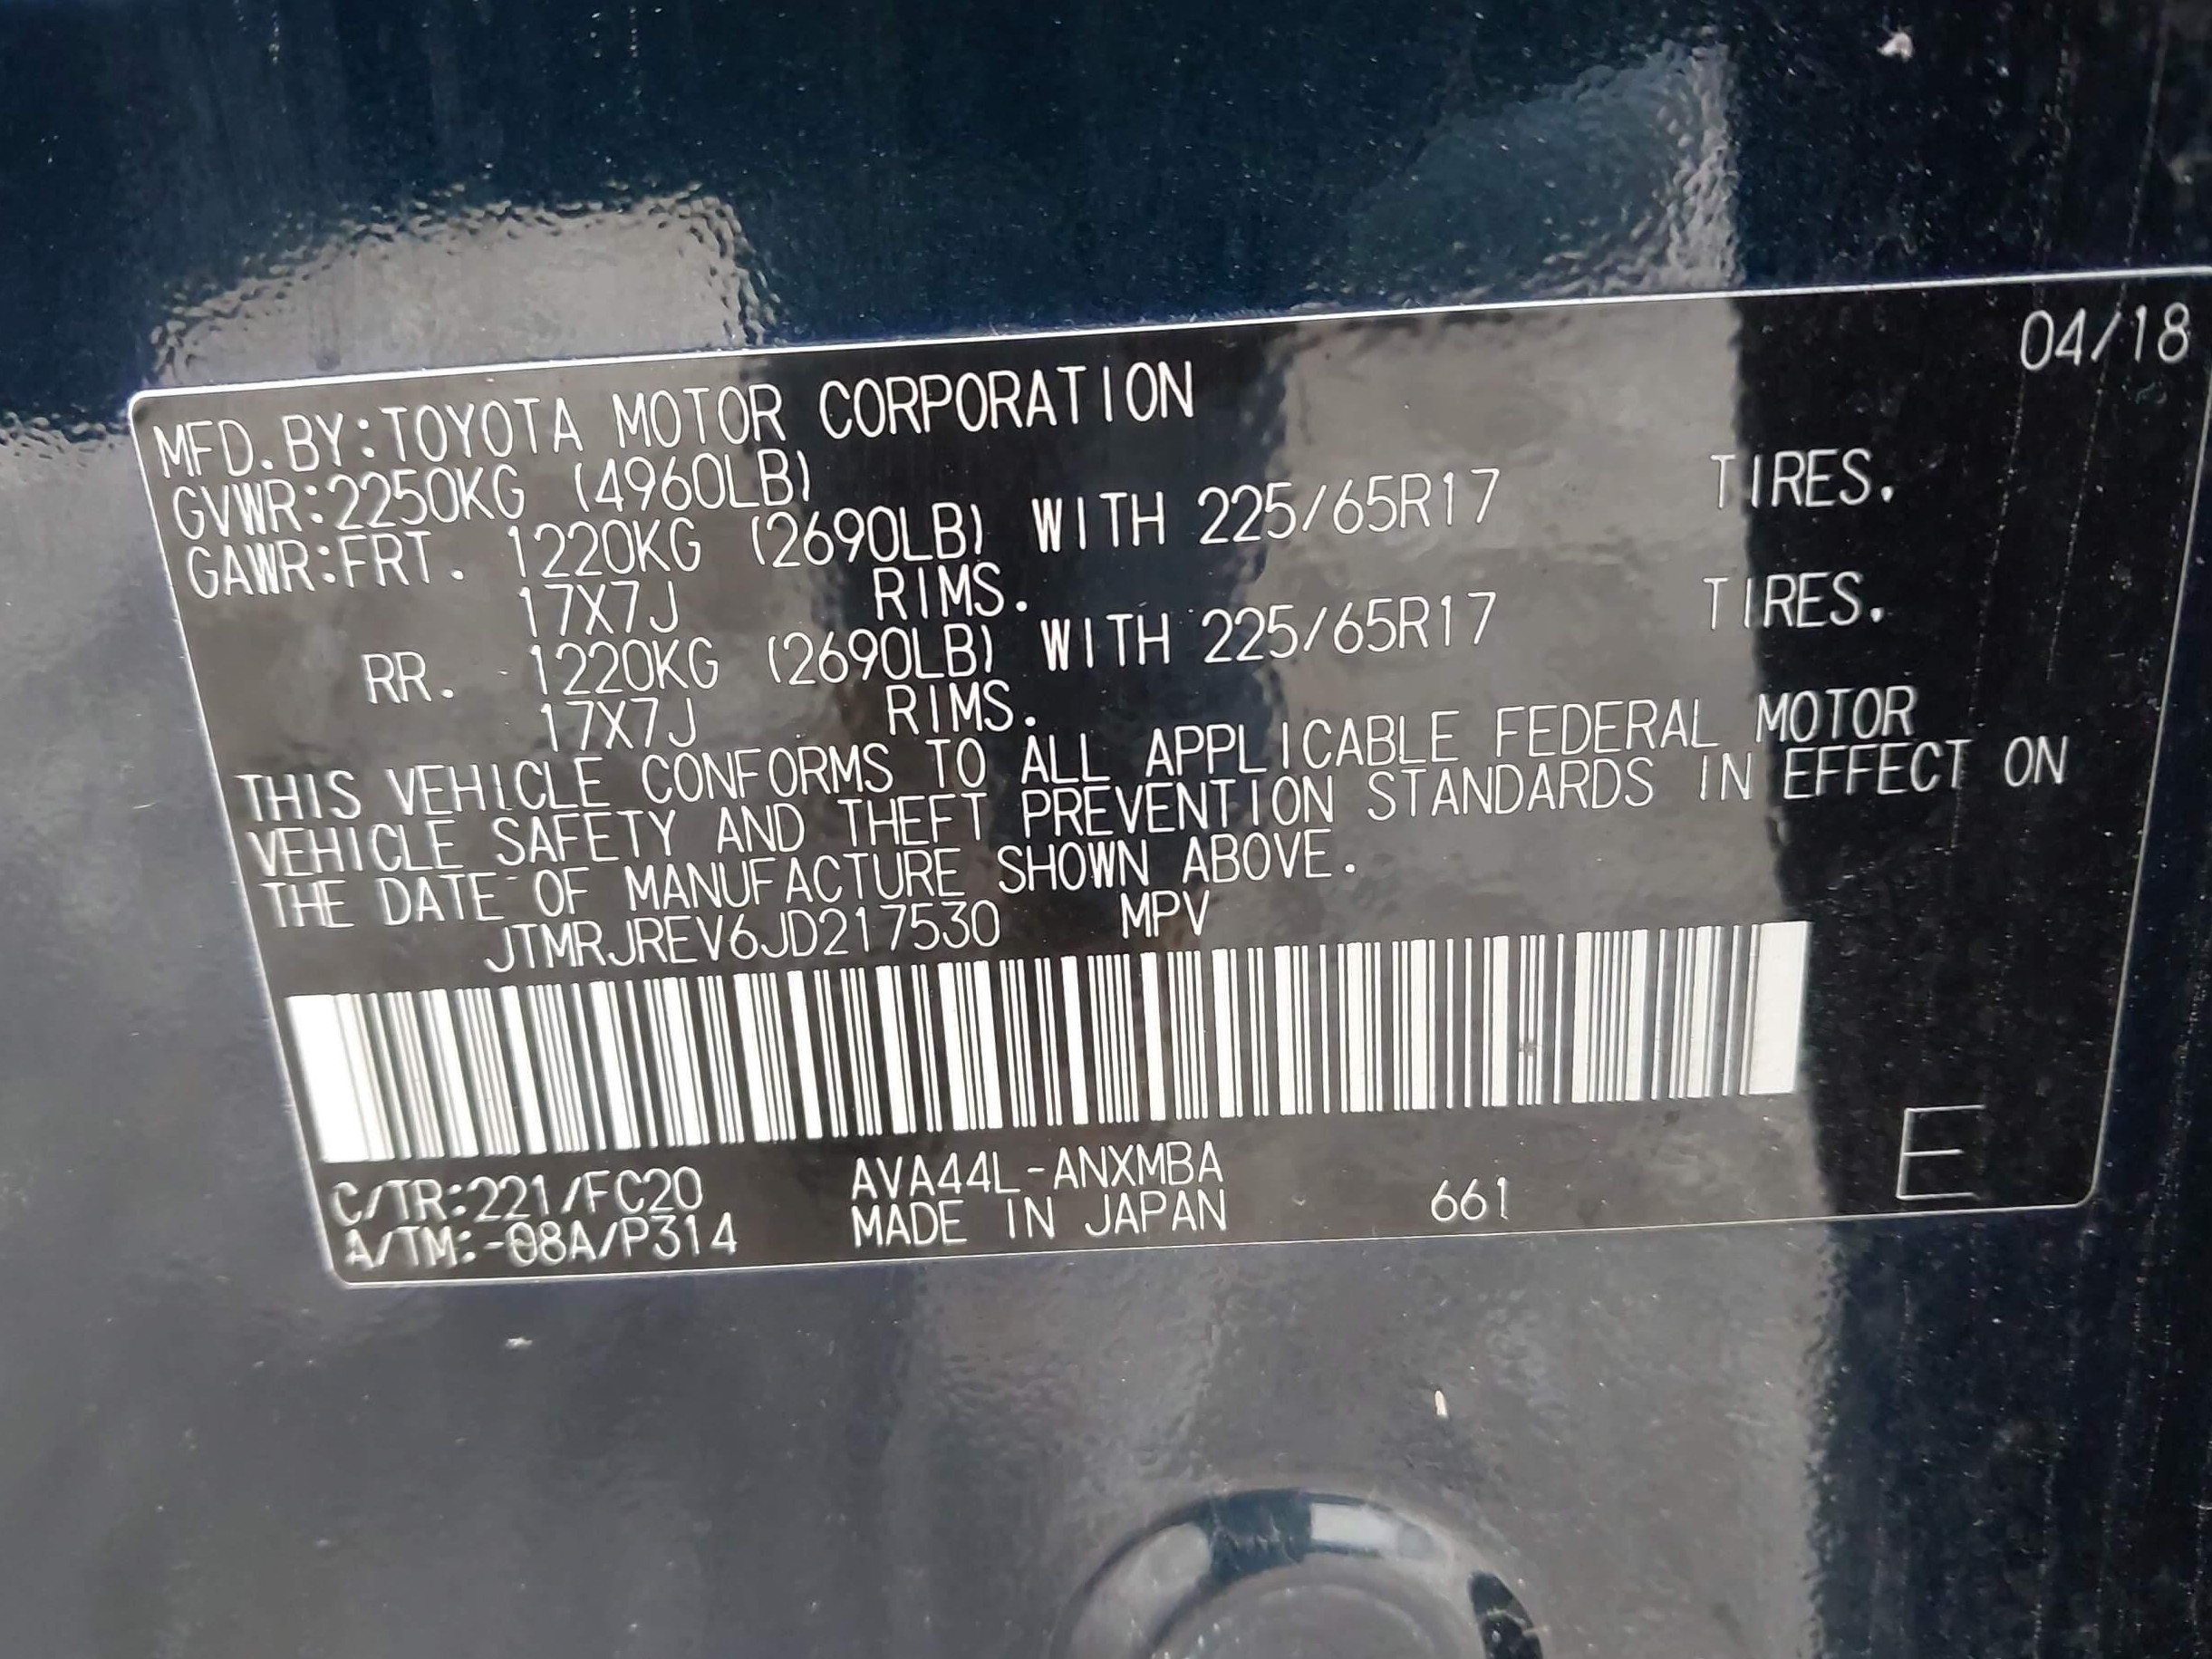 04/18
MFD.BY:TOYOTA MOTOR CORPORATION
GVWR:2250KG (4960LB)
GAWR:FRT. 1220KG (2690LB) WITH 225/65R17 TIRES.
17X7J RIMS.
RR. 1220KG (2690LB) WITH 225/65R17 TIRES.
17X7J RIMS.
THIS VEHICLE CONFORMS TO ALL APPLICABLE FEDERAL MOTOR
VEHICLE SAFETY AND THEFT PREVENTION STANDARDS IN EFFECT ON
THE DATE OF MANUFACTURE SHOWN ABOVE.
JTMRJREV6JD217530 MPV
C/TR:221/FC20 AVA44L-ANXMBA
A/TM:-08A/P314 MADE IN JAPAN 661 E